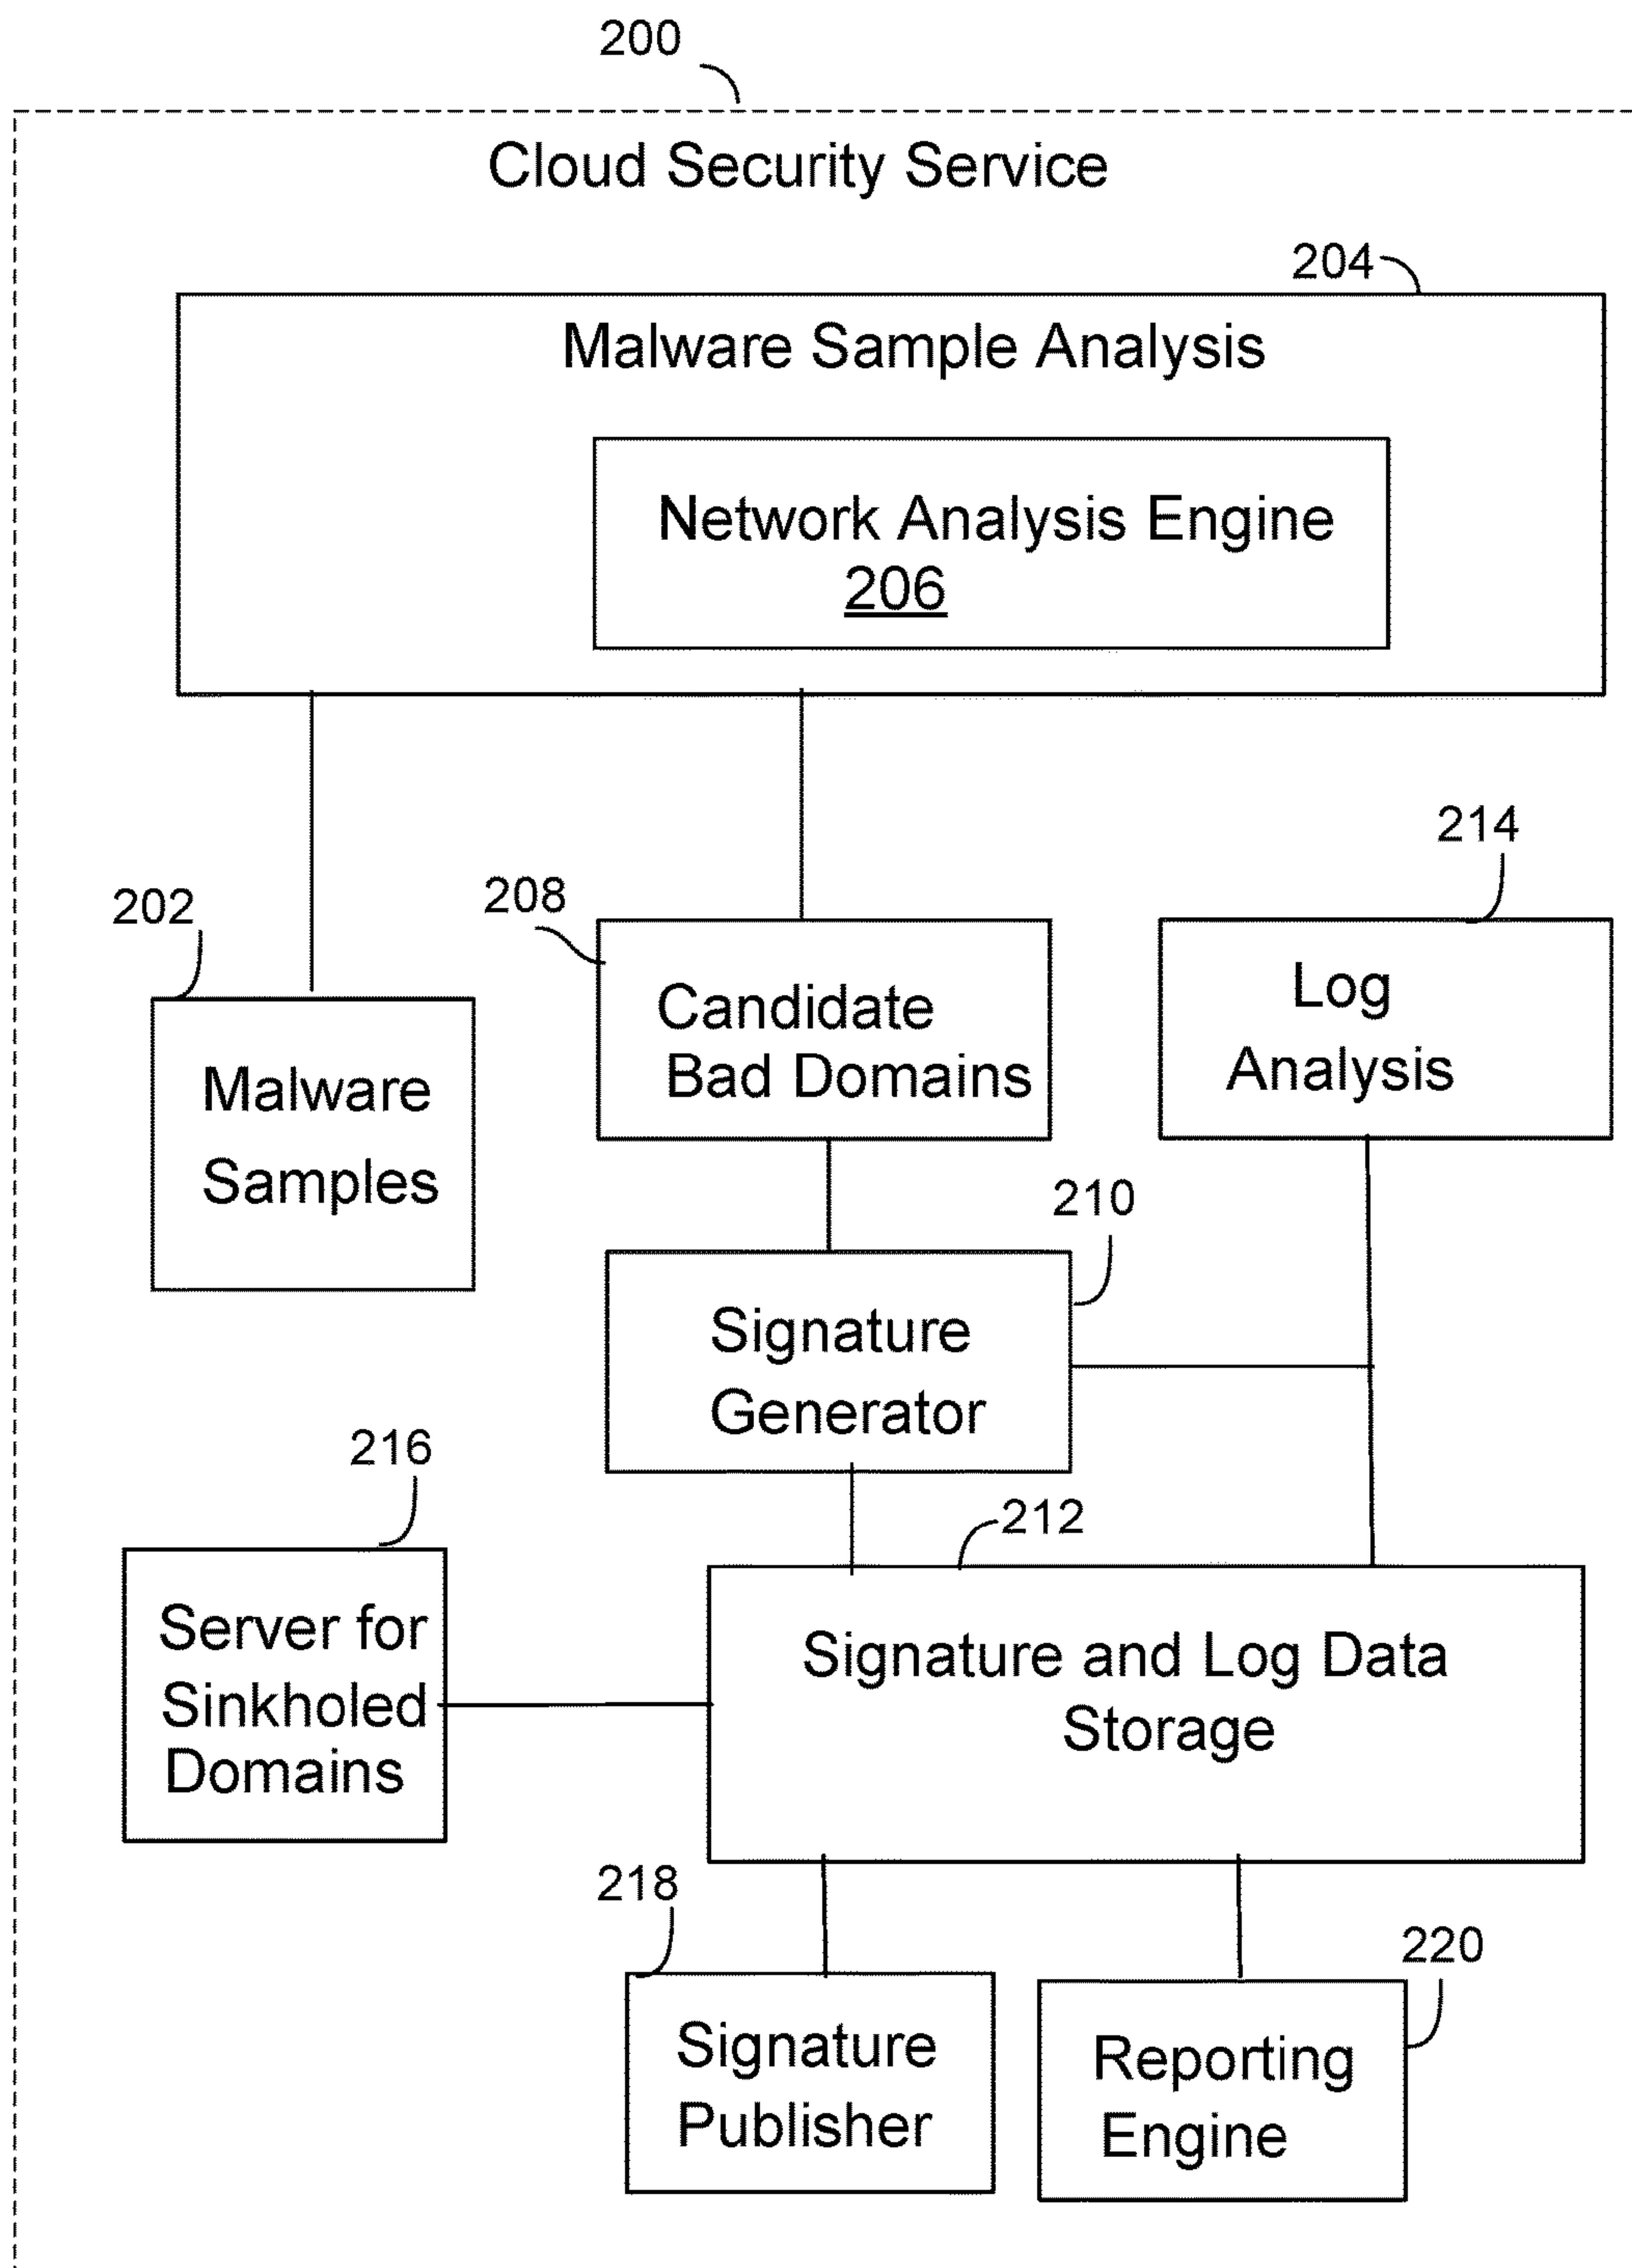 200
Cloud Security Service
204
Malware Sample Analysis
Network Analysis Engine
206
214
202
208
Log
Analysis
Candidate
Bad Domains
Malware
Samples
210
Signature
Generator
216
212
Server for
Sinkholed
Domains
Signature and Log Data
Storage
218
220
Signature
Publisher
Reporting
Engine